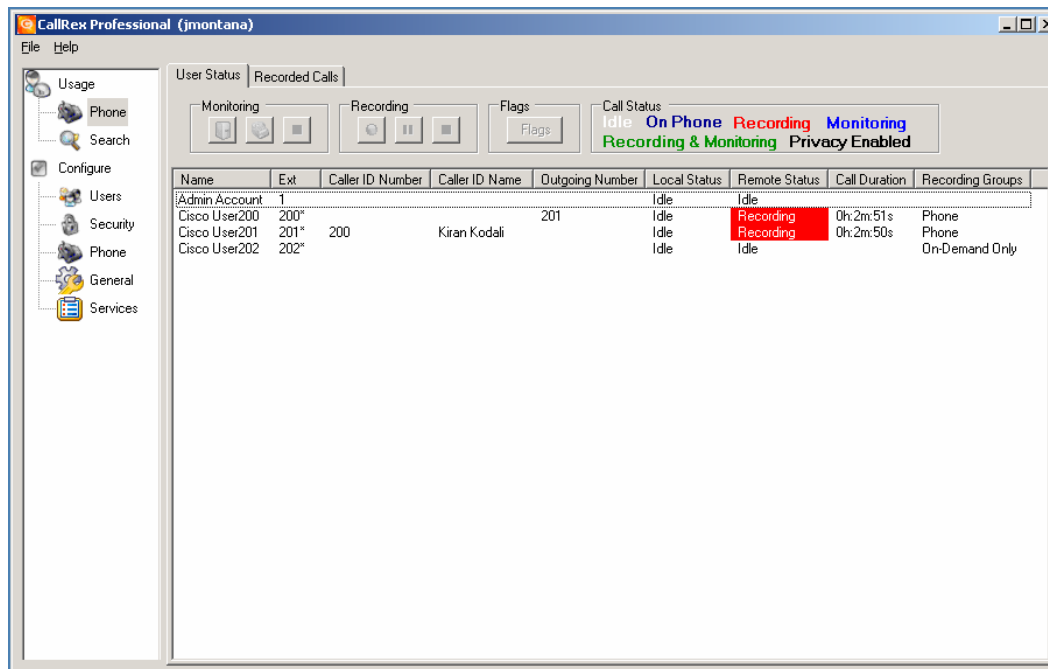 CallRex Professional (jmontana)
File Help
Usage
Phone
Search
Configure
Users
Security
Phone
General
Services
User Status Recorded Calls
Monitoring Recording Flags Call Status
Flags
Idle On Phone Recording Monitoring
Recording & Monitoring Privacy Enabled
Name Ext Caller ID Number Caller ID Name Outgoing Number Local Status Remote Status Call Duration Recording Groups
Admin Account 1 Idle Idle
Cisco User200 200* 201 Idle Recording 0h:2m:51s Phone
Cisco User201 201* 200 Kiran Kodali Idle Recording 0h:2m:50s Phone
Cisco User202 202* Idle Idle On-Demand Only